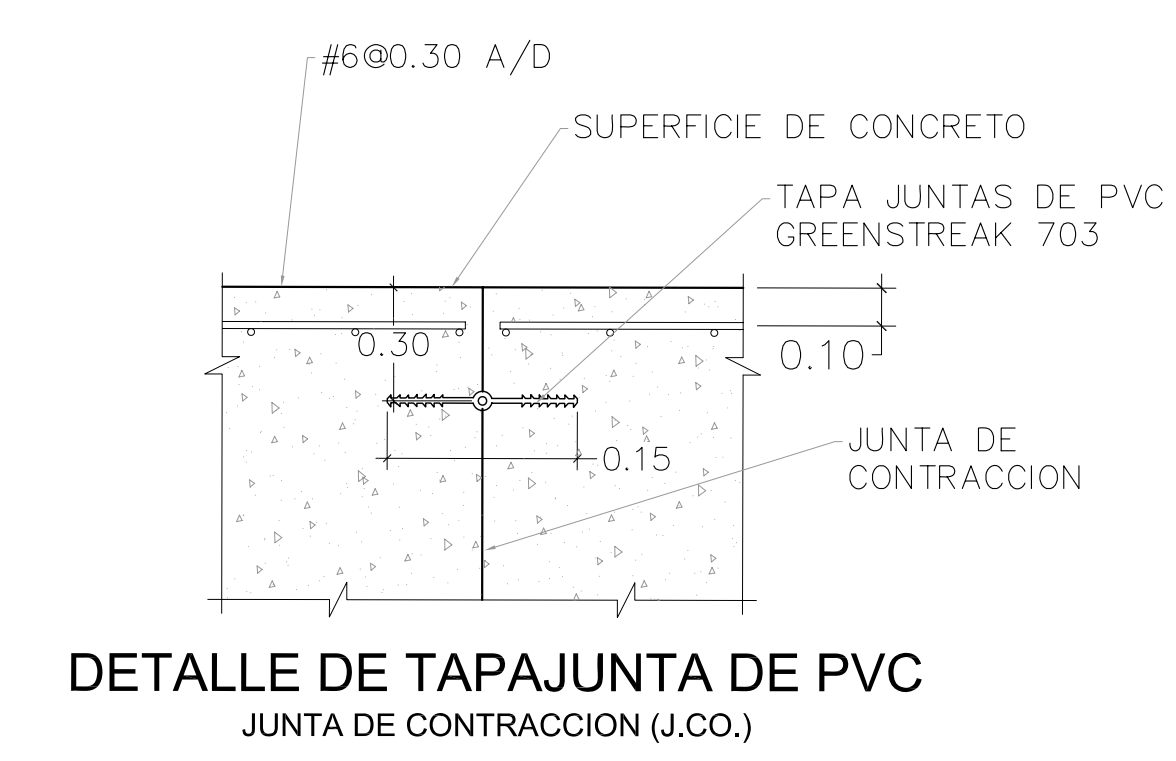 #6@0.30 A/D
SUPERFICIE DE CONCRETO
TAPA JUNTAS DE PVC
GREENSTREAK 703
0.30
0.10
0.15
JUNTA DE
CONTRACCION
DETALLE DE TAPAJUNTA DE PVC
JUNTA DE CONTRACCION (J.CO.)